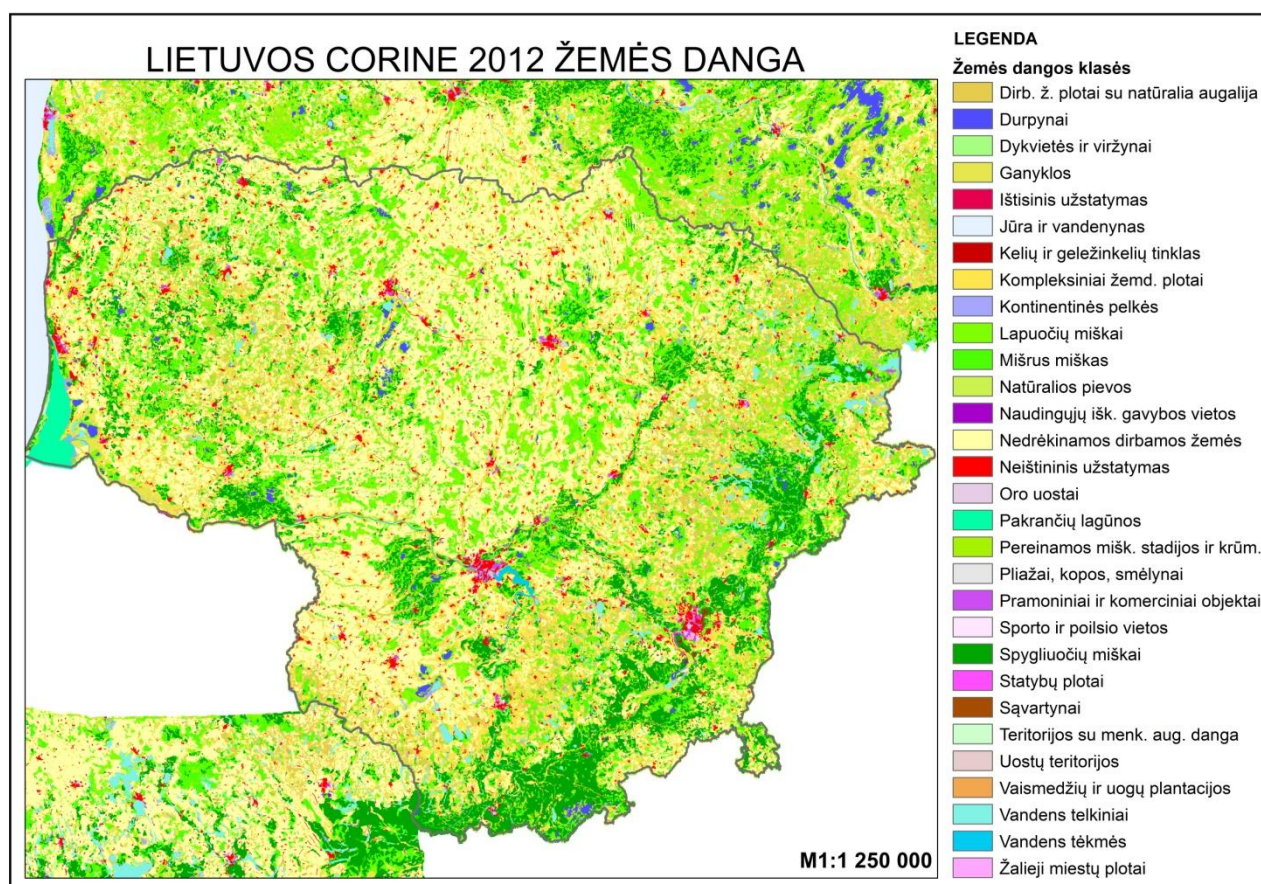 LIETUVOS CORINE 2012 ŽEMĖS DANGA
LEGENDA
Žemės dangos klasės
Dirb. ž. plotai su natūralia augalija
Durpynai
Dykvietės ir viržynai
Ganyklos
Ištisinis užstatymas
Jūra ir vandenynas
Kelių ir geležinkelių tinklas
Kompleksiniai žemd. plotai
Kontinentinės pelkės
Lapuočių miškai
Mišrus miškas
Natūralios pievos
Naudingųjų išk. gavybos vietos
Nedrėkinamos dirbamos žemės
Neištininis užstatymas
Oro uostai
Pakrančių lagūnos
Pereinamos mišk. stadijos ir krūm.
Pliažai, kopos, smėlynai
Pramoniniai ir komerciniai objektai
Sporto ir poilsio vietos
Spygliuočių miškai
Statybų plotai
Sąvartynai
Teritorijos su menk. aug. danga
Uostų teritorijos
Vaismedžių ir uogų plantacijos
Vandens telkiniai
Vandens tėkmės
Žalieji miestų plotai
M1:1 250 000